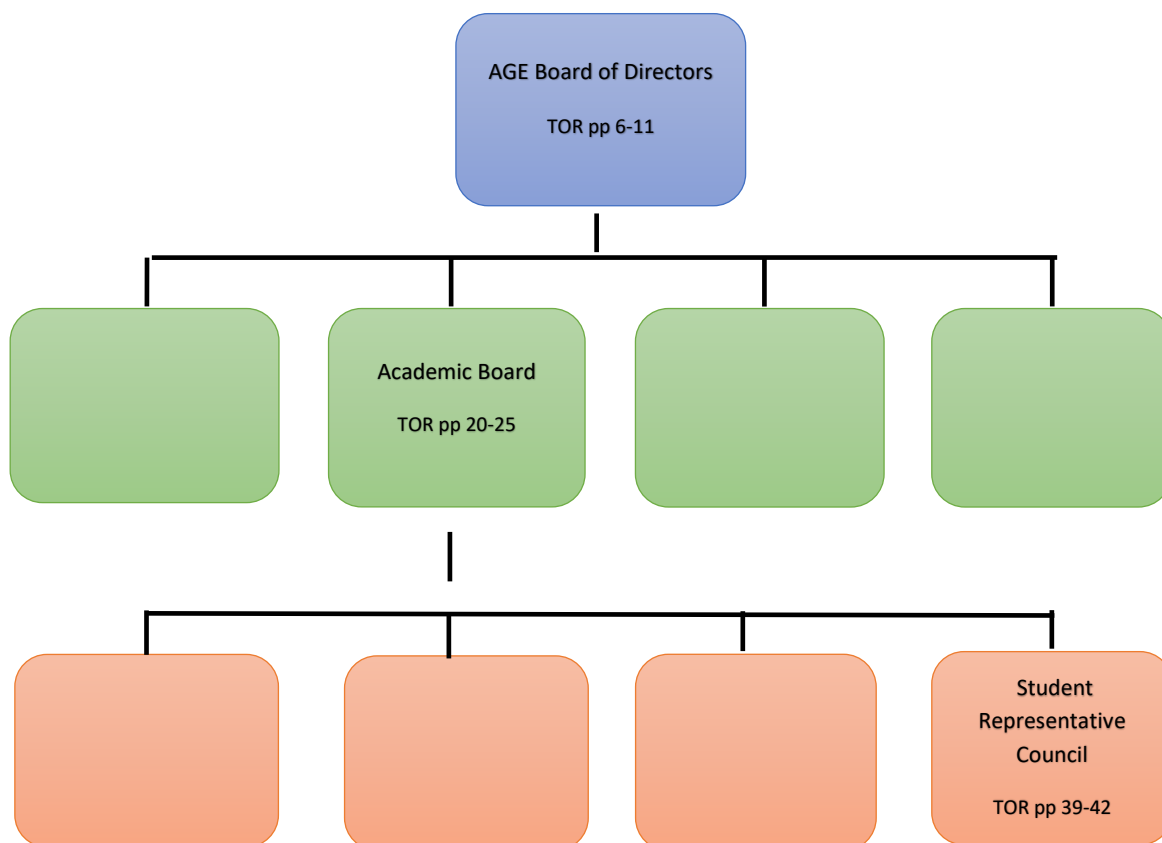 AGE Board of Directors
TOR pp 6-11
Academic Board
TOR pp 20-25
Student
Representative
Council
TOR pp 39-42